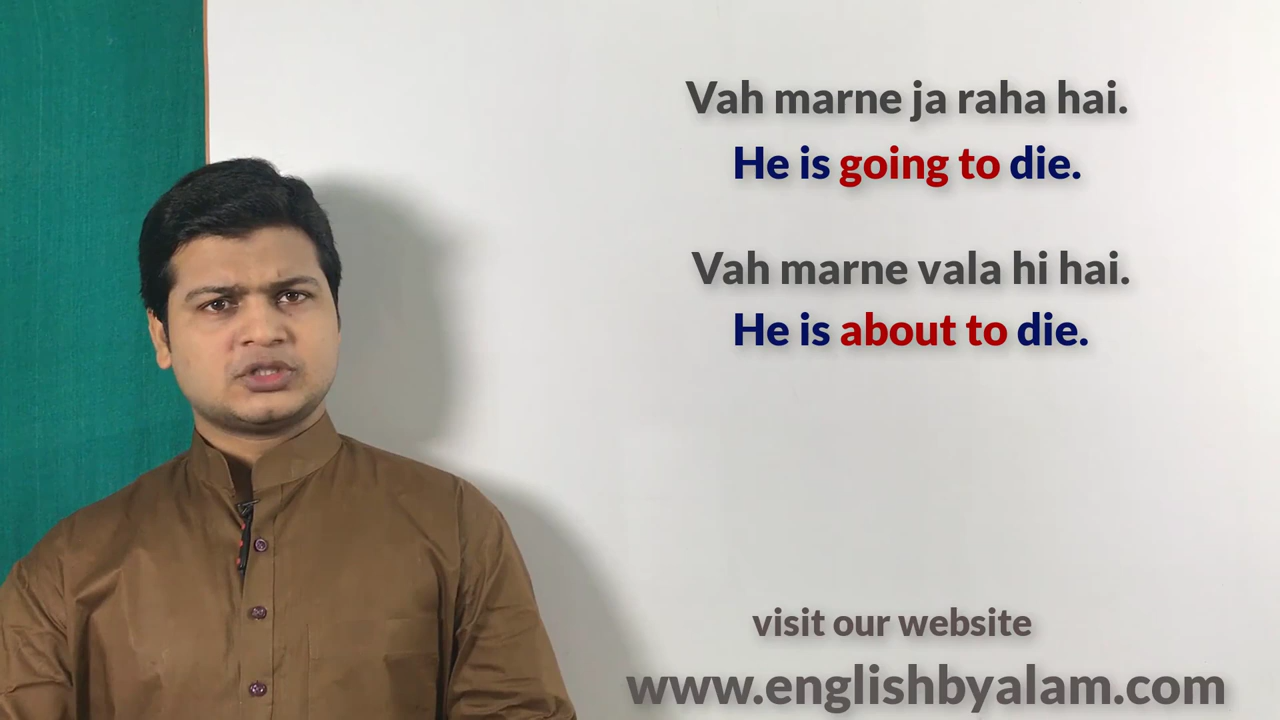 Vah marne ja raha hai.
He is going to die.
Vah marne vala hi hai.
He is about to die.
visit our website
www.englishbyalam.com